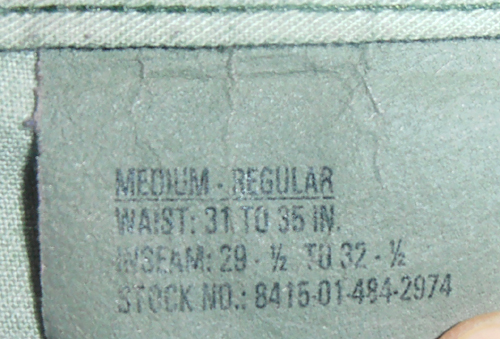 MEDIUM - REGULAR
WAIST: 31 TO 35 IN.
INSEAM: 29 - ½ TO 32 - ½
STOCK NO.: 8415-01-484-2974